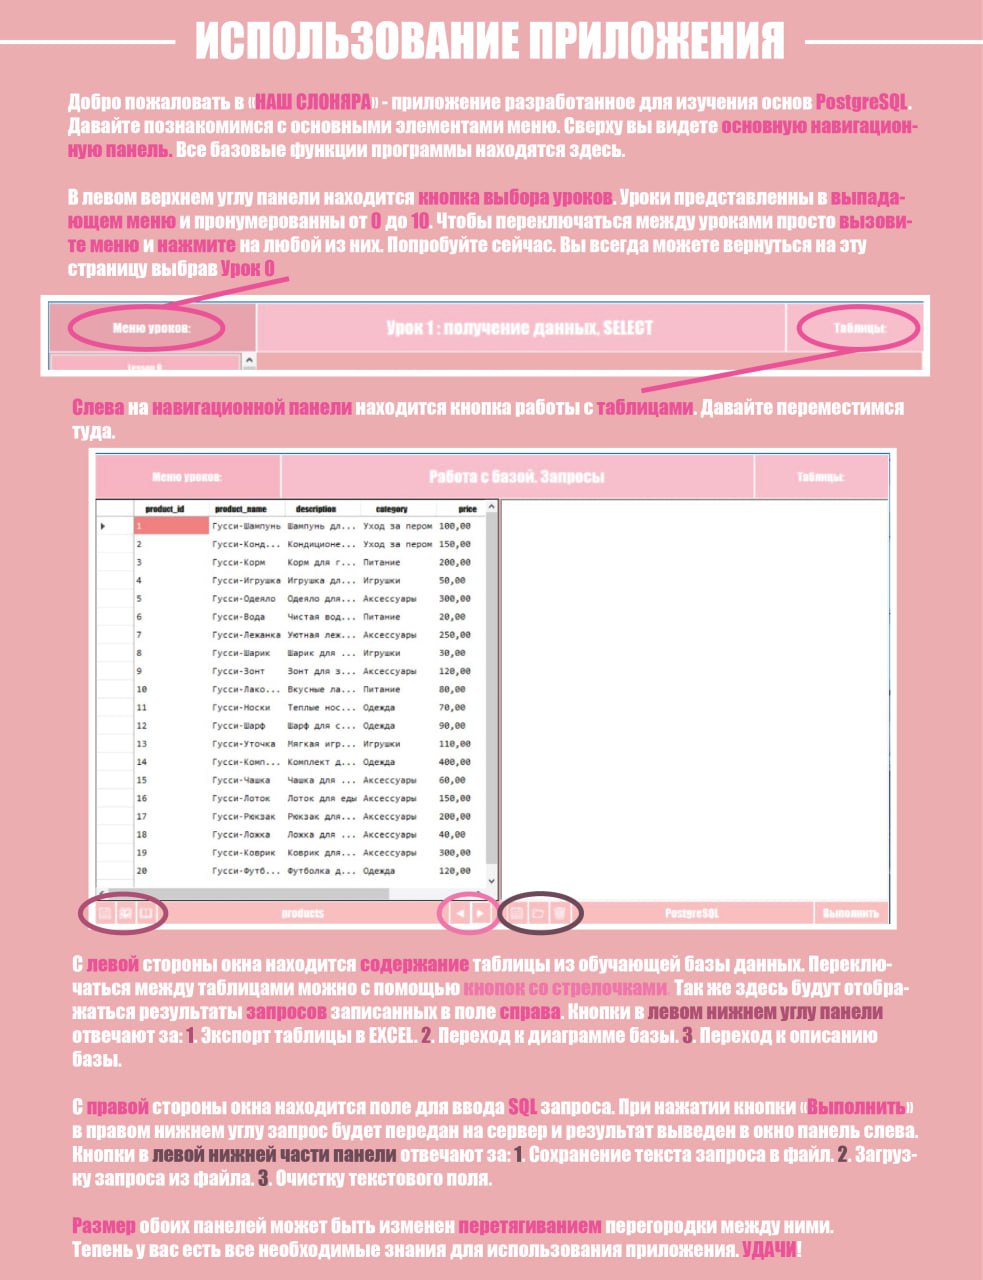 ИСПОЛЬЗОВАНИЕ ПРИЛОЖЕНИЯ
Добро пожаловать в «НАШ СЛОНЯРА» - приложение разработанное для изучения основ PostgreSQL.
Давайте познакомимся с основными элементами меню. Сверху вы видете основную навигацион-
ную панель. Все базовые функции программы находятся здесь.
В левом верхнем углу панели находится кнопка выбора уроков. Уроки представленны в выпада-
ющем меню и пронумерованны от 0 до 10. Чтобы переключаться между уроками просто вызови-
те меню и нажмите на любой из них. Попробуйте сейчас. Вы всегда можете вернуться на эту
страницу выбрав Урок 0
Меню уроков: Урок 1 : получение данных. SELECT Таблицы:
Слева на навигационной панели находится кнопка работы с таблицами. Давайте переместимся
туда.
Меню уроков: Работа с базой. Запросы Таблицы:
product_id product_name description category price
1 Гусси-Шампунь Шампунь дл... Уход за пером 100,00
2 Гусси-Конд... Кондиционе... Уход за пером 150,00
3 Гусси-Корм Корм для г... Питание 200,00
4 Гусси-Игрушка Игрушка дл... Игрушки 50,00
5 Гусси-Одеяло Одеяло для... Аксессуары 300,00
6 Гусси-Вода Чистая вод... Питание 20,00
7 Гусси-Лежанка Уютная леж... Аксессуары 250,00
8 Гусси-Шарик Шарик для ... Игрушки 30,00
9 Гусси-Зонт Зонт для з... Аксессуары 120,00
10 Гусси-Лако... Вкусные ла... Питание 80,00
11 Гусси-Носки Теплые нос... Одежда 70,00
12 Гусси-Шарф Шарф для с... Одежда 90,00
13 Гусси-Уточка Мягкая игр... Игрушки 110,00
14 Гусси-Комп... Комплект д... Одежда 400,00
15 Гусси-Чашка Чашка для ... Аксессуары 60,00
16 Гусси-Лоток Лоток для еды Аксессуары 150,00
17 Гусси-Рюкзак Рюкзак для... Аксессуары 200,00
18 Гусси-Ложка Ложка для ... Аксессуары 40,00
19 Гусси-Коврик Коврик для... Аксессуары 300,00
20 Гусси-Футб... Футболка д... Одежда 120,00
products PostgreSQL Выполнить
С левой стороны окна находится содержание таблицы из обучающей базы данных. Переклю-
чаться между таблицами можно с помощью кнопок со стрелочками. Так же здесь будут отобра-
жаться результаты запросов записанных в поле справа. Кнопки в левом нижнем углу панели
отвечают за: 1. Экспорт таблицы в EXCEL. 2. Переход к диаграмме базы. 3. Переход к описанию
базы.
С правой стороны окна находится поле для ввода SQL запроса. При нажатии кнопки «Выполнить»
в правом нижнем углу запрос будет передан на сервер и результат выведен в окно панель слева.
Кнопки в левой нижней части панели отвечают за: 1. Сохранение текста запроса в файл. 2. Загруз-
ку запроса из файла. 3. Очистку текстового поля.
Размер обоих панелей может быть изменен перетягиванием перегородки между ними.
Тепень у вас есть все необходимые знания для использования приложения. УДАЧИ!